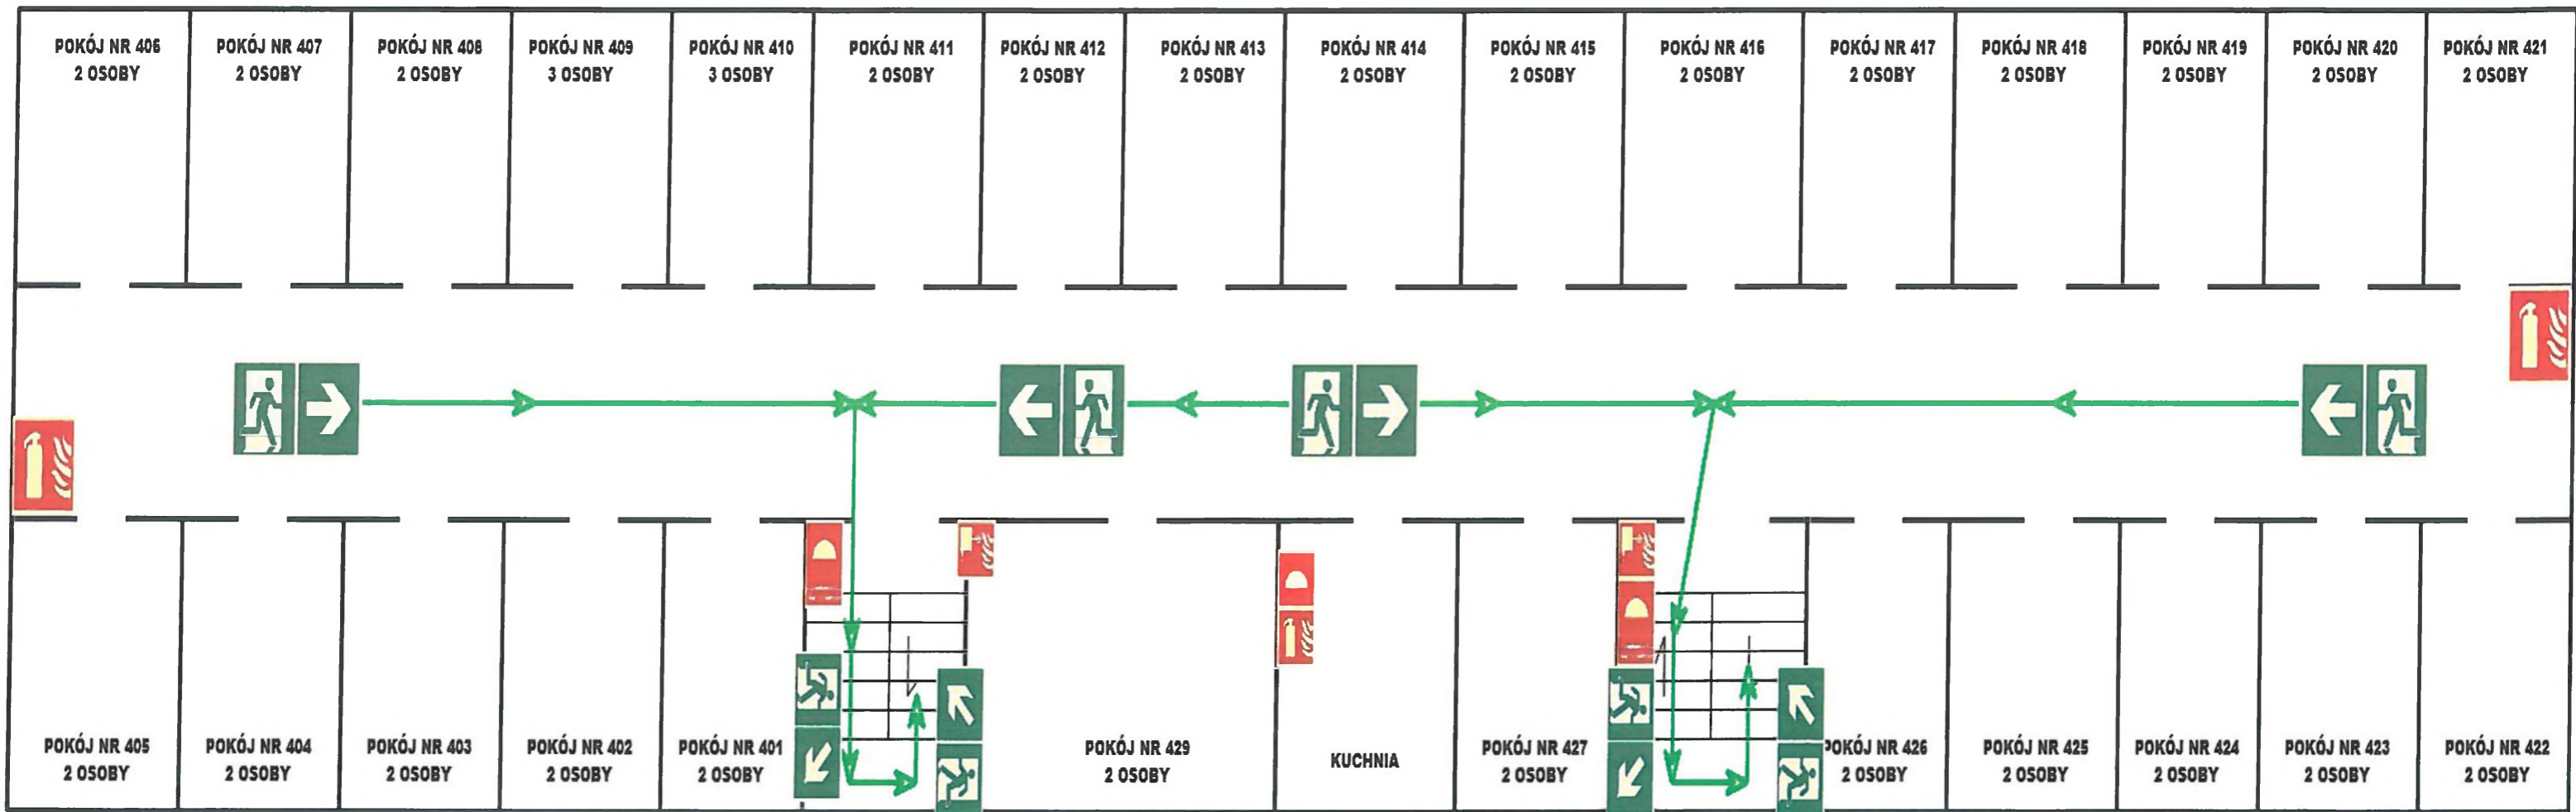 POKÓJ NR 406
2 OSOBY
POKÓJ NR 407
2 OSOBY
POKÓJ NR 408
2 OSOBY
POKÓJ NR 409
3 OSOBY
POKÓJ NR 410
3 OSOBY
POKÓJ NR 411
2 OSOBY
POKÓJ NR 412
2 OSOBY
POKÓJ NR 413
2 OSOBY
POKÓJ NR 414
2 OSOBY
POKÓJ NR 415
2 OSOBY
POKÓJ NR 416
2 OSOBY
POKÓJ NR 417
2 OSOBY
POKÓJ NR 418
2 OSOBY
POKÓJ NR 419
2 OSOBY
POKÓJ NR 420
2 OSOBY
POKÓJ NR 421
2 OSOBY
POKÓJ NR 405
2 OSOBY
POKÓJ NR 404
2 OSOBY
POKÓJ NR 403
2 OSOBY
POKÓJ NR 402
2 OSOBY
POKÓJ NR 401
2 OSOBY
POKÓJ NR 429
2 OSOBY
KUCHNIA
POKÓJ NR 427
2 OSOBY
POKÓJ NR 426
2 OSOBY
POKÓJ NR 425
2 OSOBY
POKÓJ NR 424
2 OSOBY
POKÓJ NR 423
2 OSOBY
POKÓJ NR 422
2 OSOBY